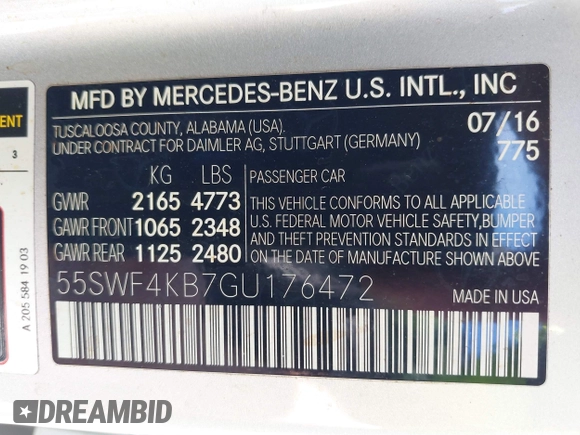 MFD BY MERCEDES-BENZ U.S. INTL., INC
TUSCALOOSA COUNTY, ALABAMA (USA).
UNDER CONTRACT FOR DAIMLER AG, STUTTGART (GERMANY)
07/16
775
KG LBS
GVWR 2165 4773
GAWR FRONT 1065 2348
GAWR REAR 1125 2480
PASSENGER CAR
THIS VEHICLE CONFORMS TO ALL APPLICABLE
U.S. FEDERAL MOTOR VEHICLE SAFETY, BUMPER
AND THEFT PREVENTION STANDARDS IN
EFFECT ON THE DATE
OF MANUFACTURE SHOWN ABOVE
55SWF4KB7GU176472
MADE IN USA
ENT
3
A 205 584 19 03
DREAMBID